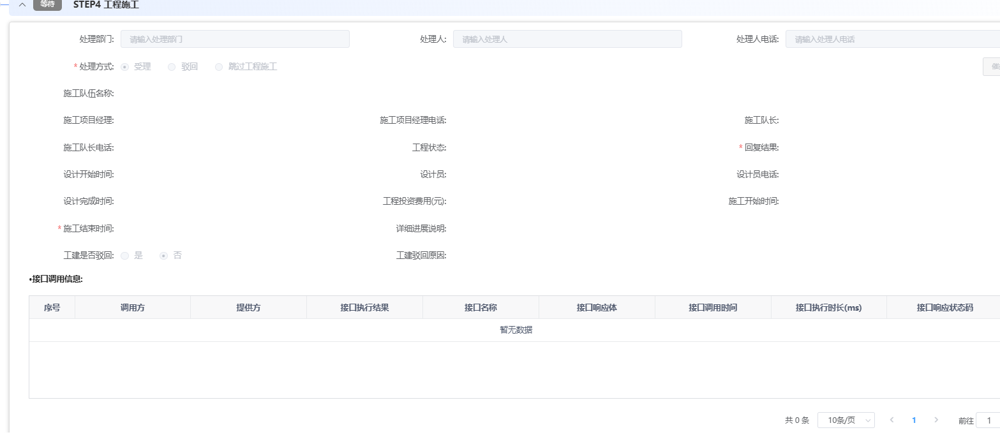 等待 STEP4 工程施工
处理部门: 请输入处理部门 处理人: 请输入处理人 处理人电话: 请输入处理人电话
* 处理方式: 受理 驳回 跳过工程施工
施工队伍名称:
施工项目经理: 施工项目经理电话: 施工队长:
施工队长电话: 工程状态: * 回复结果:
设计开始时间: 设计员: 设计员电话:
设计完成时间: 工程投资费用(元): 施工开始时间:
* 施工结束时间: 详细进展说明:
工建是否驳回: 是 否 工建驳回原因:
•接口调用信息:
序号 调用方 提供方 接口执行结果 接口名称 接口响应体 接口调用时间 接口执行时长(ms) 接口响应状态码
暂无数据
共 0 条 10条/页 1 前往 1